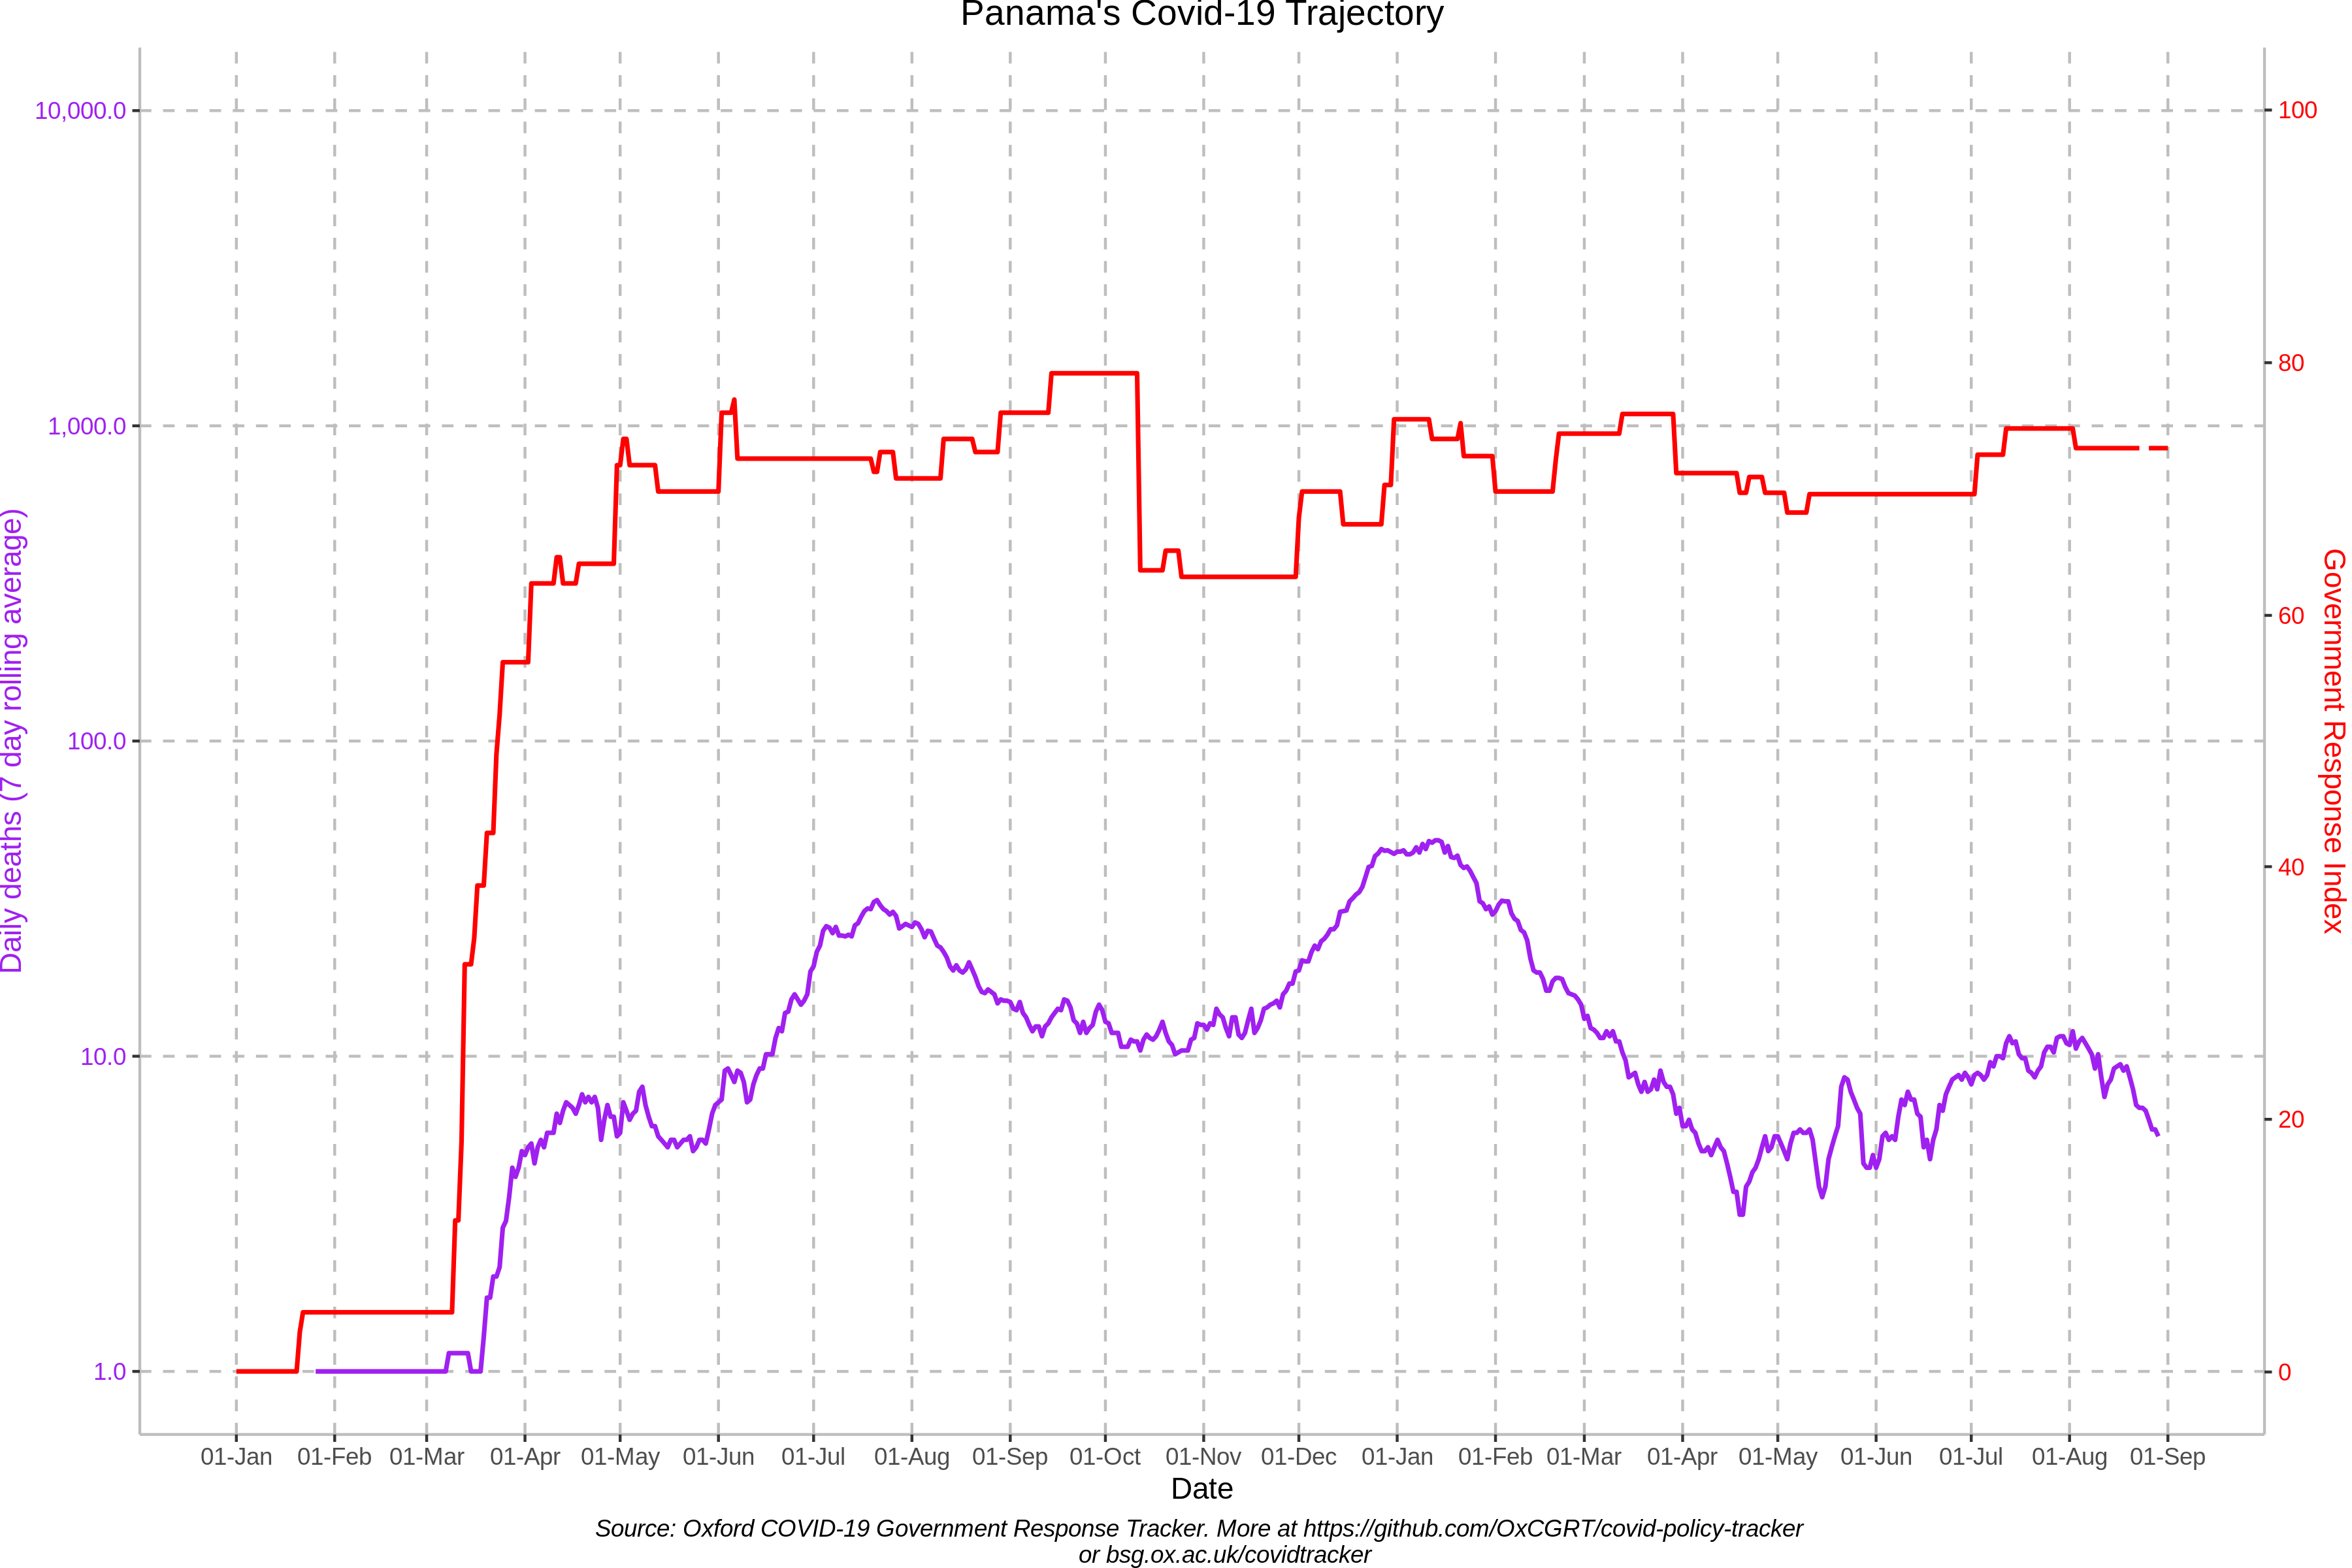 Panama's Covid-19 Trajectory
10,000.0
1,000.0
100.0
10.0
1.0
Daily deaths (7 day rolling average)
100
80
60
40
20
0
Government Response Index
01-Jan 01-Feb 01-Mar 01-Apr 01-May 01-Jun 01-Jul 01-Aug 01-Sep 01-Oct 01-Nov 01-Dec 01-Jan 01-Feb 01-Mar 01-Apr 01-May 01-Jun 01-Jul 01-Aug 01-Sep
Date
Source: Oxford COVID-19 Government Response Tracker. More at https://github.com/OxCGRT/covid-policy-tracker
or bsg.ox.ac.uk/covidtracker